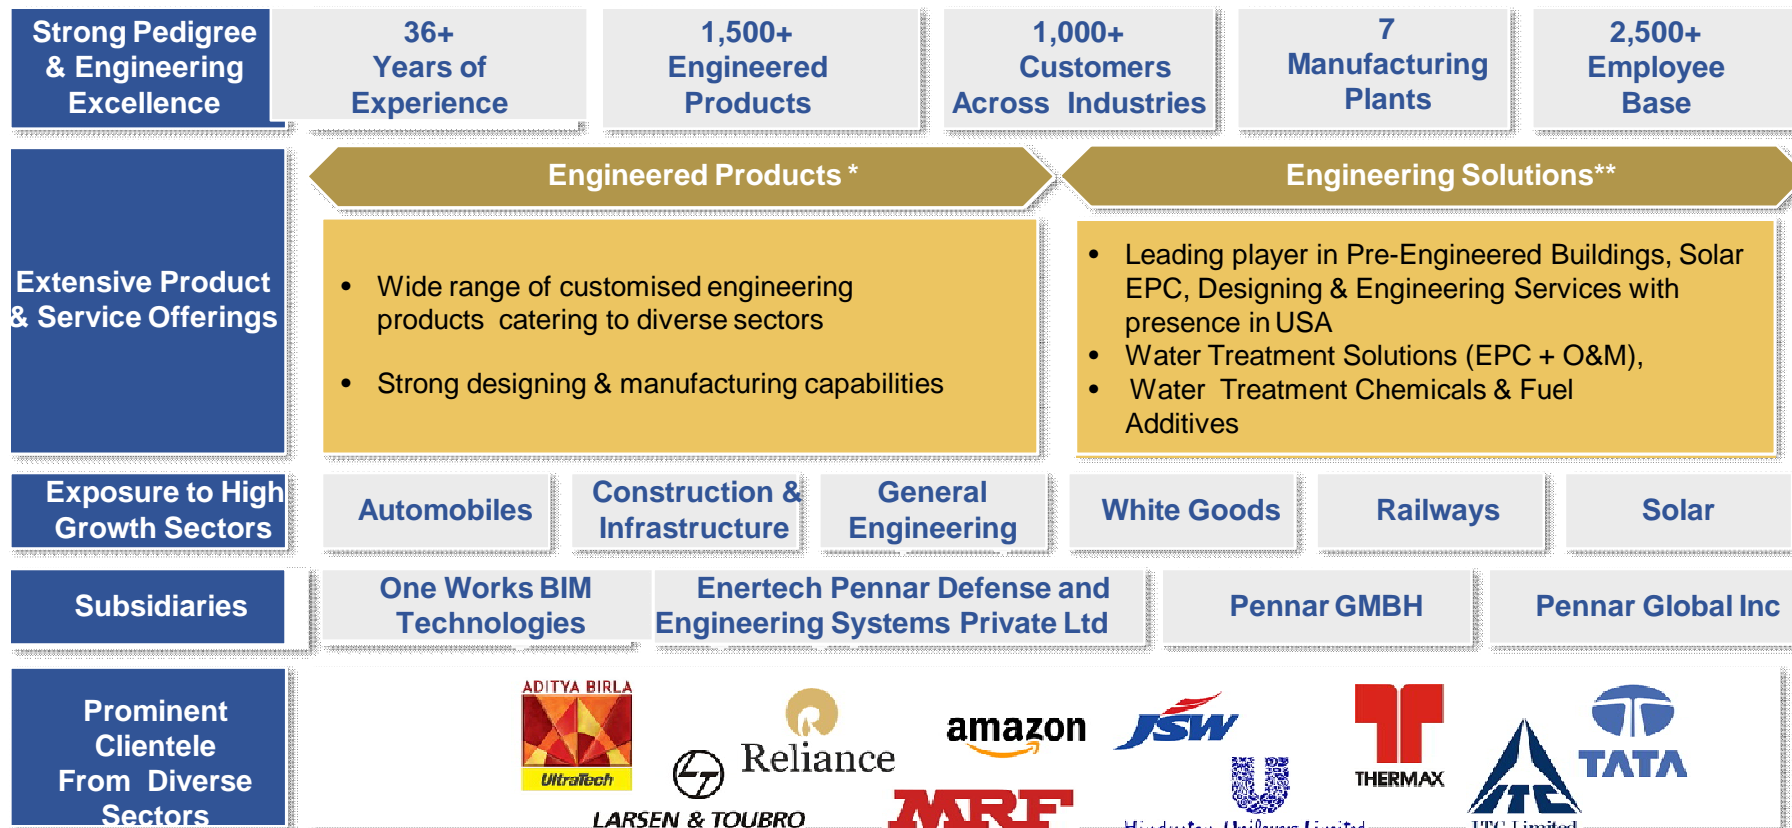 Strong Pedigree
& Engineering
Excellence
36+
Years of
Experience
1,500+
Engineered
Products
1,000+
Customers
Across Industries
7
Manufacturing
Plants
2,500+
Employee
Base
Extensive Product
& Service Offerings
Engineered Products *
• Wide range of customised engineering
products catering to diverse sectors
• Strong designing & manufacturing capabilities
Engineering Solutions**
• Leading player in Pre-Engineered Buildings, Solar
EPC, Designing & Engineering Services with
presence in USA
• Water Treatment Solutions (EPC + O&M),
• Water Treatment Chemicals & Fuel
Additives
Exposure to High
Growth Sectors
Automobiles
Construction &
Infrastructure
General
Engineering
White Goods
Railways
Solar
Subsidiaries
One Works BIM
Technologies
Enertech Pennar Defense and
Engineering Systems Private Ltd
Pennar GMBH
Pennar Global Inc
Prominent
Clientele
From Diverse
Sectors
ADITYA BIRLA
UltraTech
LARSEN & TOUBRO
Reliance
amazon
MRF
JSW
Hindustan Unilever Limited
THERMAX
ITC Limited
TATA